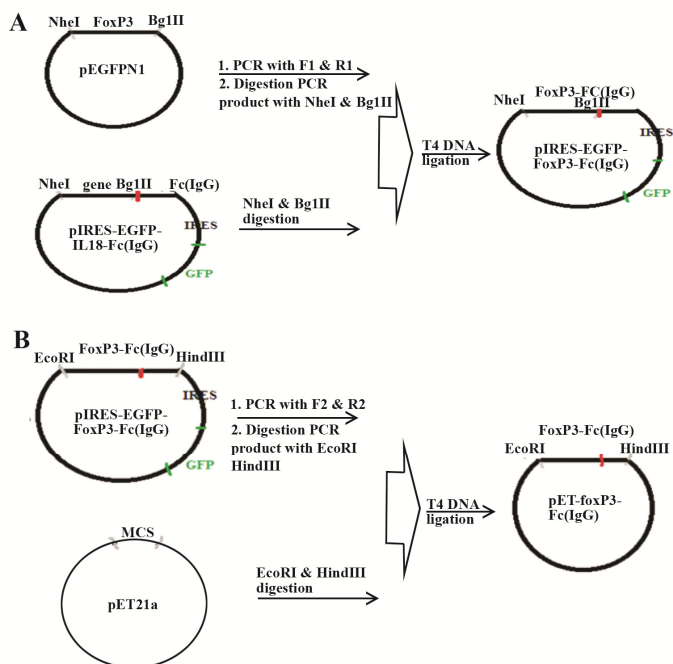 A
NheI FoxP3 Bg1II
pEGFPN1
1. PCR with F1 & R1
2. Digestion PCR
product with NheI & Bg1II
NheI gene Bg1II Fc(IgG)
pIRES-EGFP-
IL18-Fc(IgG)
IRES
GFP
NheI & Bg1II
digestion
T4 DNA
ligation
FoxP3-FC(IgG)
NheI Bg1II
pIRES-EGFP-
FoxP3-Fc(IgG)
IRES
GFP
B
EcoRI FoxP3-Fc(IgG) HindIII
pIRES-EGFP-
FoxP3-Fc(IgG)
IRES
GFP
1. PCR with F2 & R2
2. Digestion PCR
product with EcoRI
HindIII
MCS
pET21a
EcoRI & HindIII
digestion
T4 DNA
ligation
FoxP3-Fc(IgG)
EcoRI HindIII
pET-foxP3-
Fc(IgG)